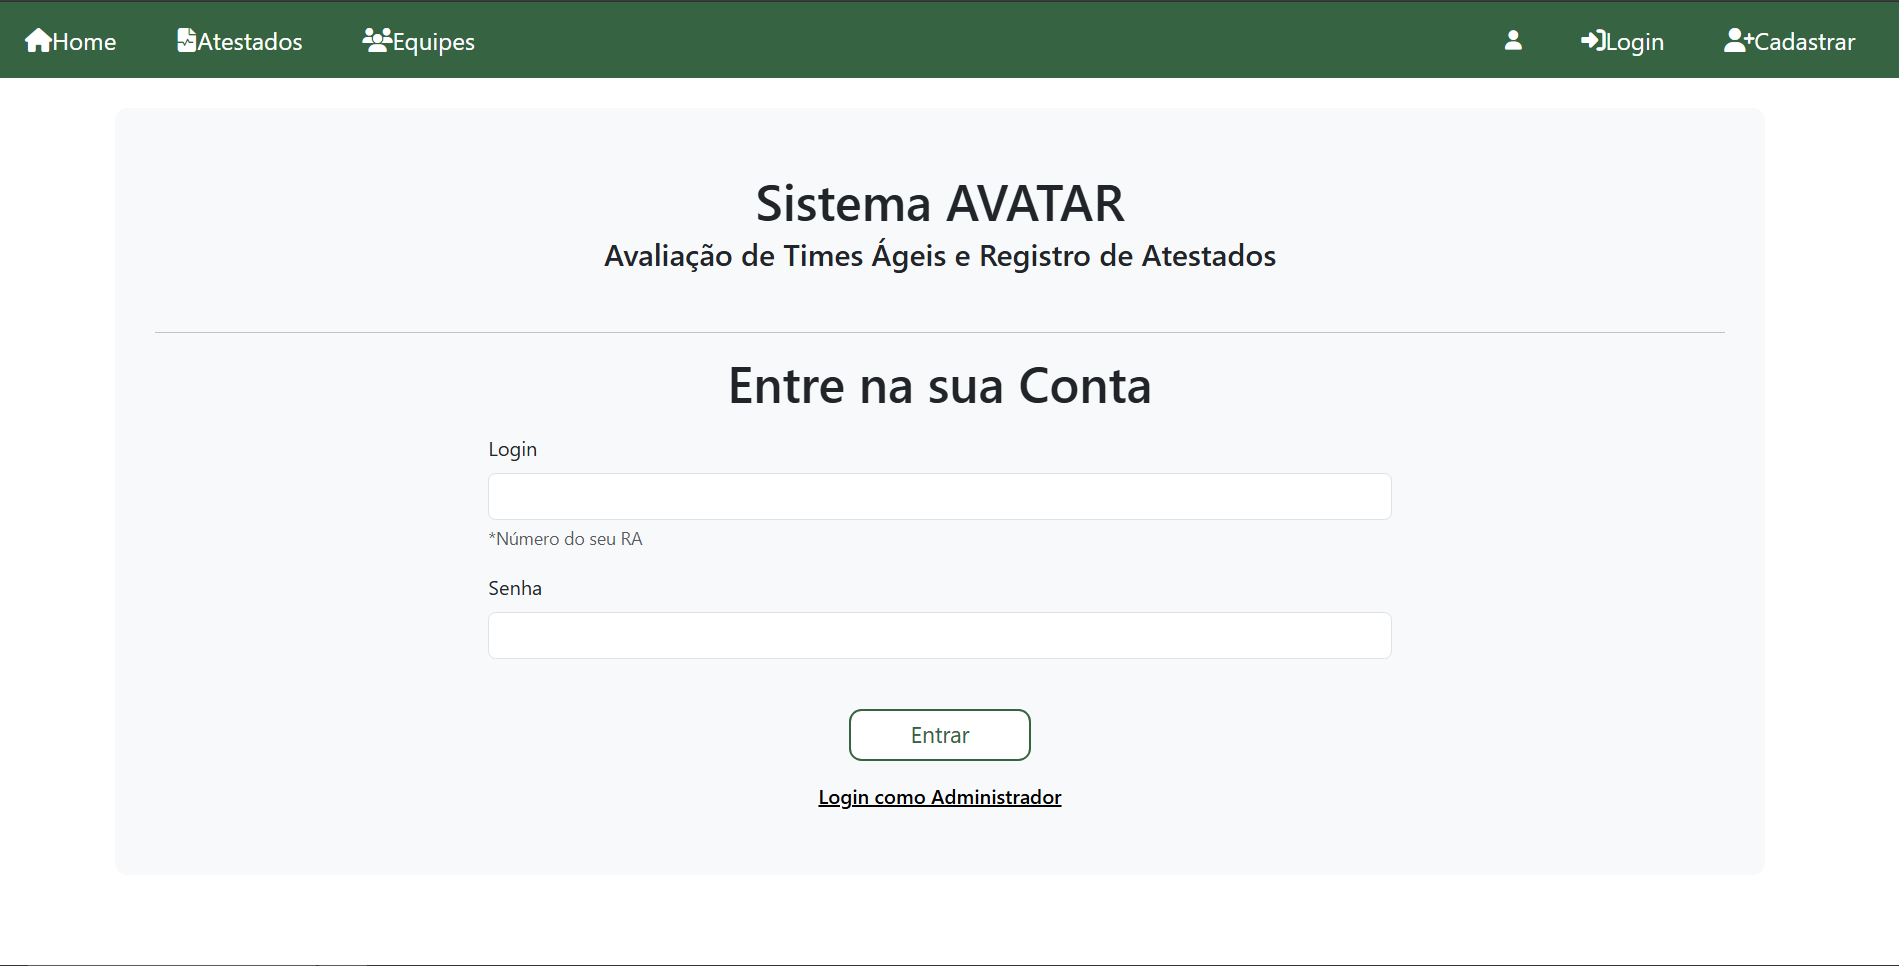 Home Atestados Equipes Login Cadastrar
Sistema AVATAR
Avaliação de Times Ágeis e Registro de Atestados
Entre na sua Conta
Login
*Número do seu RA
Senha
Entrar
Login como Administrador